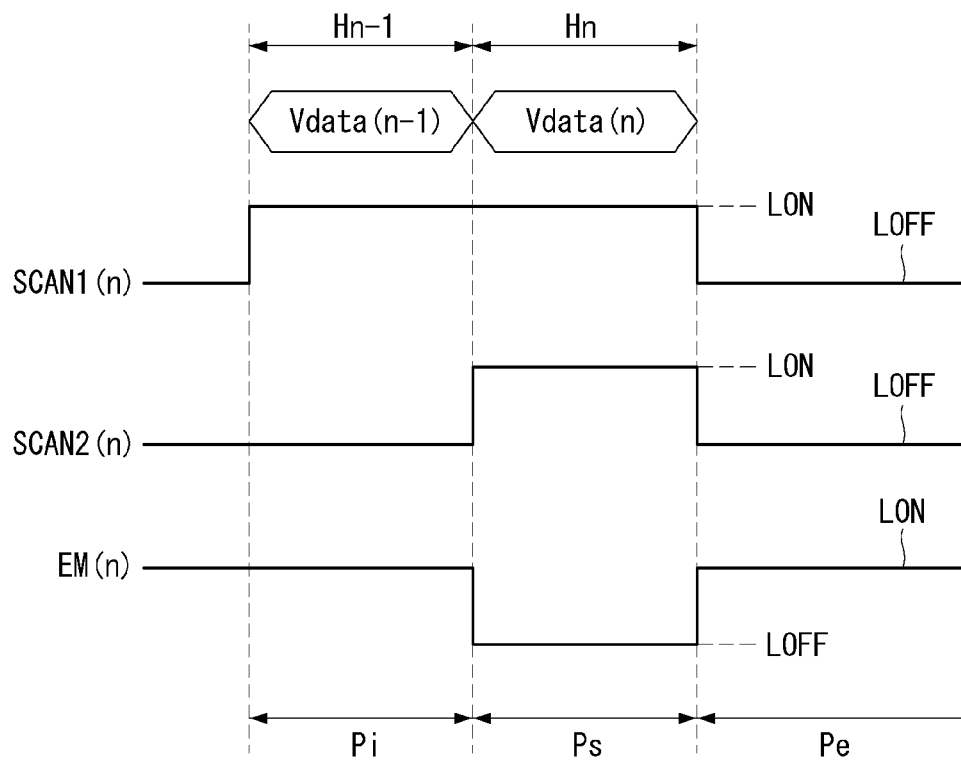 Hn-1 Hn
Vdata(n-1) Vdata(n)
LON
LOFF
SCAN1(n)
LON
LOFF
SCAN2(n)
LON
EM(n)
LOFF
Pi Ps Pe